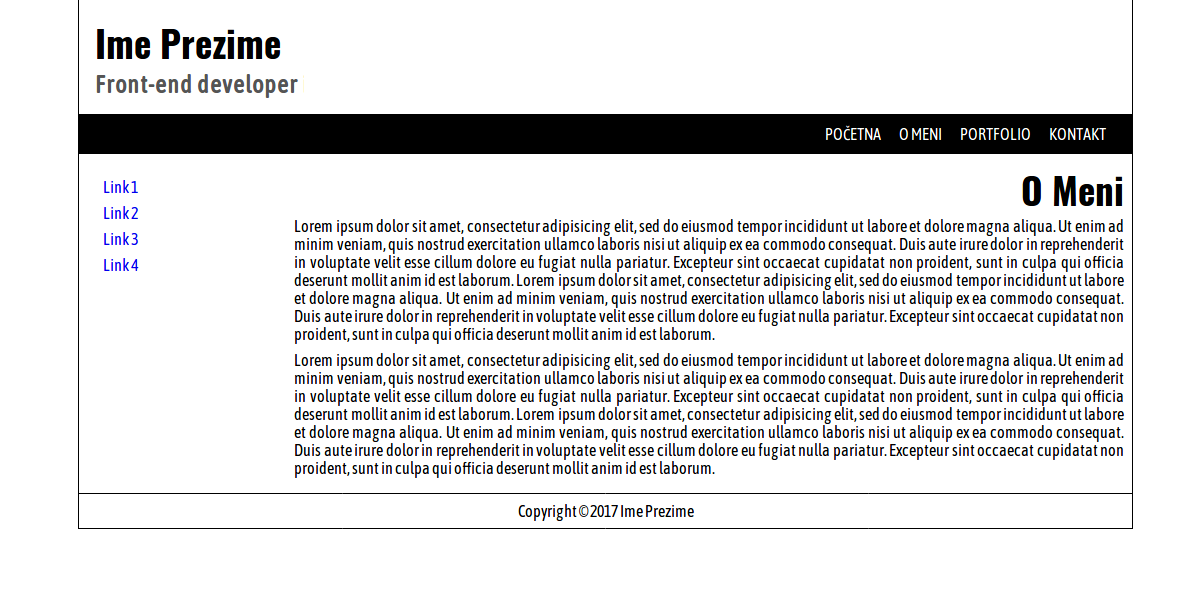 Ime Prezime
Front-end developer
POČETNA O MENI PORTFOLIO KONTAKT
Link 1
Link 2
Link 3
Link 4
O Meni
Lorem ipsum dolor sit amet, consectetur adipisicing elit, sed do eiusmod tempor incididunt ut labore et dolore magna aliqua. Ut enim ad
minim veniam, quis nostrud exercitation ullamco laboris nisi ut aliquip ex ea commodo consequat. Duis aute irure dolor in reprehenderit
in voluptate velit esse cillum dolore eu fugiat nulla pariatur. Excepteur sint occaecat cupidatat non proident, sunt in culpa qui officia
deserunt mollit anim id est laborum. Lorem ipsum dolor sit amet, consectetur adipisicing elit, sed do eiusmod tempor incididunt ut labore
et dolore magna aliqua. Ut enim ad minim veniam, quis nostrud exercitation ullamco laboris nisi ut aliquip ex ea commodo consequat.
Duis aute irure dolor in reprehenderit in voluptate velit esse cillum dolore eu fugiat nulla pariatur. Excepteur sint occaecat cupidatat non
proident, sunt in culpa qui officia deserunt mollit anim id est laborum.
Lorem ipsum dolor sit amet, consectetur adipisicing elit, sed do eiusmod tempor incididunt ut labore et dolore magna aliqua. Ut enim ad
minim veniam, quis nostrud exercitation ullamco laboris nisi ut aliquip ex ea commodo consequat. Duis aute irure dolor in reprehenderit
in voluptate velit esse cillum dolore eu fugiat nulla pariatur. Excepteur sint occaecat cupidatat non proident, sunt in culpa qui officia
deserunt mollit anim id est laborum. Lorem ipsum dolor sit amet, consectetur adipisicing elit, sed do eiusmod tempor incididunt ut labore
et dolore magna aliqua. Ut enim ad minim veniam, quis nostrud exercitation ullamco laboris nisi ut aliquip ex ea commodo consequat.
Duis aute irure dolor in reprehenderit in voluptate velit esse cillum dolore eu fugiat nulla pariatur. Excepteur sint occaecat cupidatat non
proident, sunt in culpa qui officia deserunt mollit anim id est laborum.
Copyright © 2017 Ime Prezime